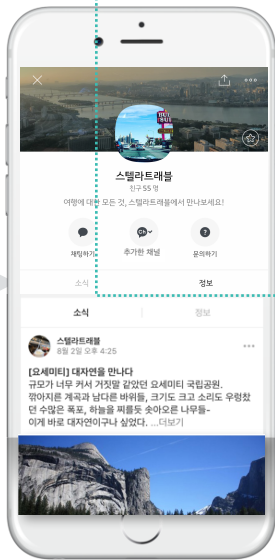 스텔라트래블
친구 55 명
여행에 대한 모든 것, 스텔라트래블에서 만나보세요!
Ch
?
채팅하기
추가한 채널
문의하기
소식
정보
소식
정보
스텔라트래블
8월 2일 오후 4:25
[요세미티] 대자연을 만나다
규모가 너무 커서 거짓말 같았던 요세미티 국립공원.
깎아지른 계곡과 남다른 바위들, 크기도 크고 소리도 우렁찼
던 수많은 폭포, 하늘을 찌를듯 솟아오른 나무들-
이게 바로 대자연이구나 싶었다. ...더보기